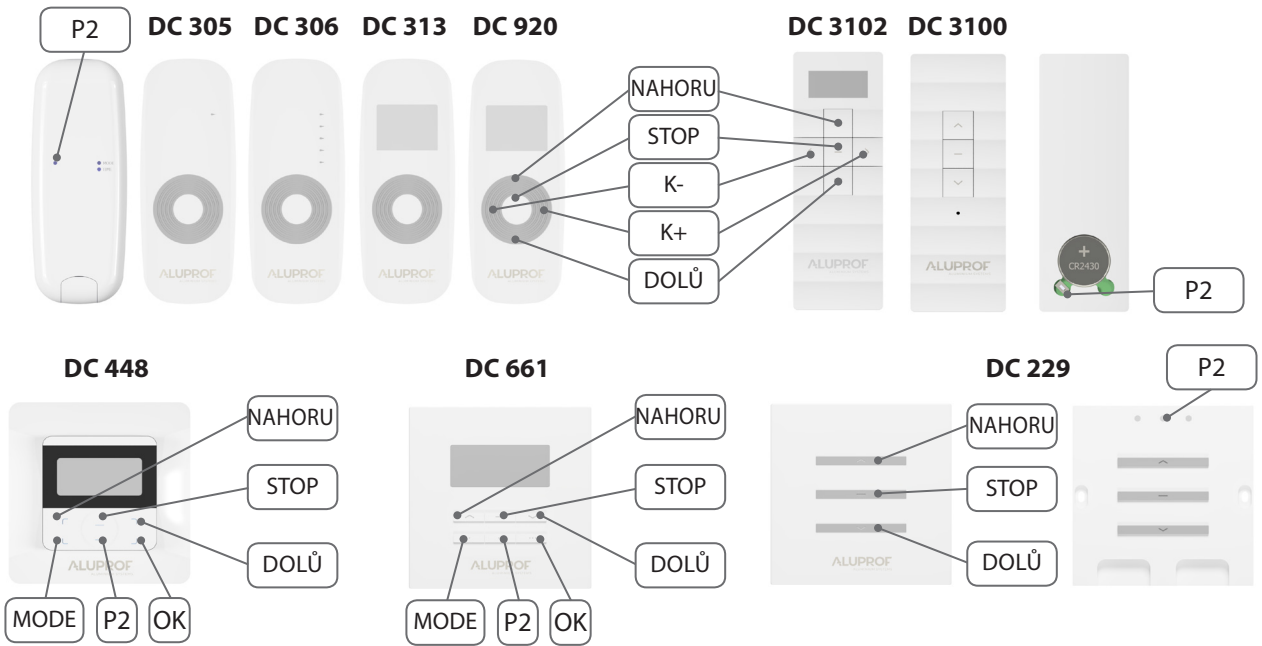 P2
DC 305 DC 306 DC 313 DC 920
DC 3102 DC 3100
NAHORU
STOP
K-
K+
DOLŮ
ALUPROF
ALUPROF
ALUPROF
ALUPROF
ALUPROF
ALUPROF
+
CR2430
P2
DC 448
NAHORU
STOP
DOLŮ
ALUPROF
MODE
P2
OK
DC 661
NAHORU
STOP
DOLŮ
ALUPROF
MODE
P2
OK
DC 229
P2
NAHORU
STOP
DOLŮ
ALUPROF